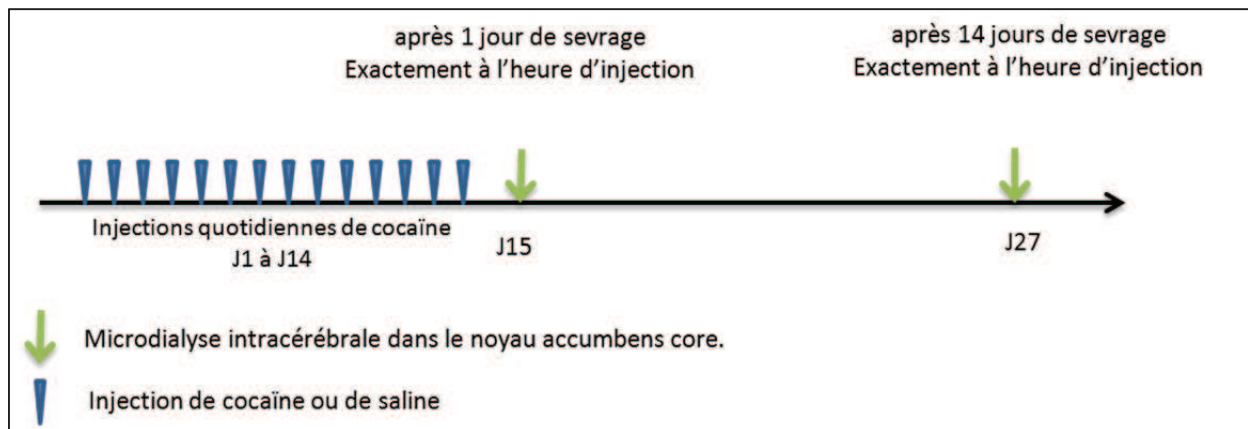 après 1 jour de sevrage
Exactement à l'heure d'injection
après 14 jours de sevrage
Exactement à l'heure d'injection
Injections quotidiennes de cocaïne
J1 à J14
J15
J27
Microdialyse intracérébrale dans le noyau accumbens core.
Injection de cocaïne ou de saline